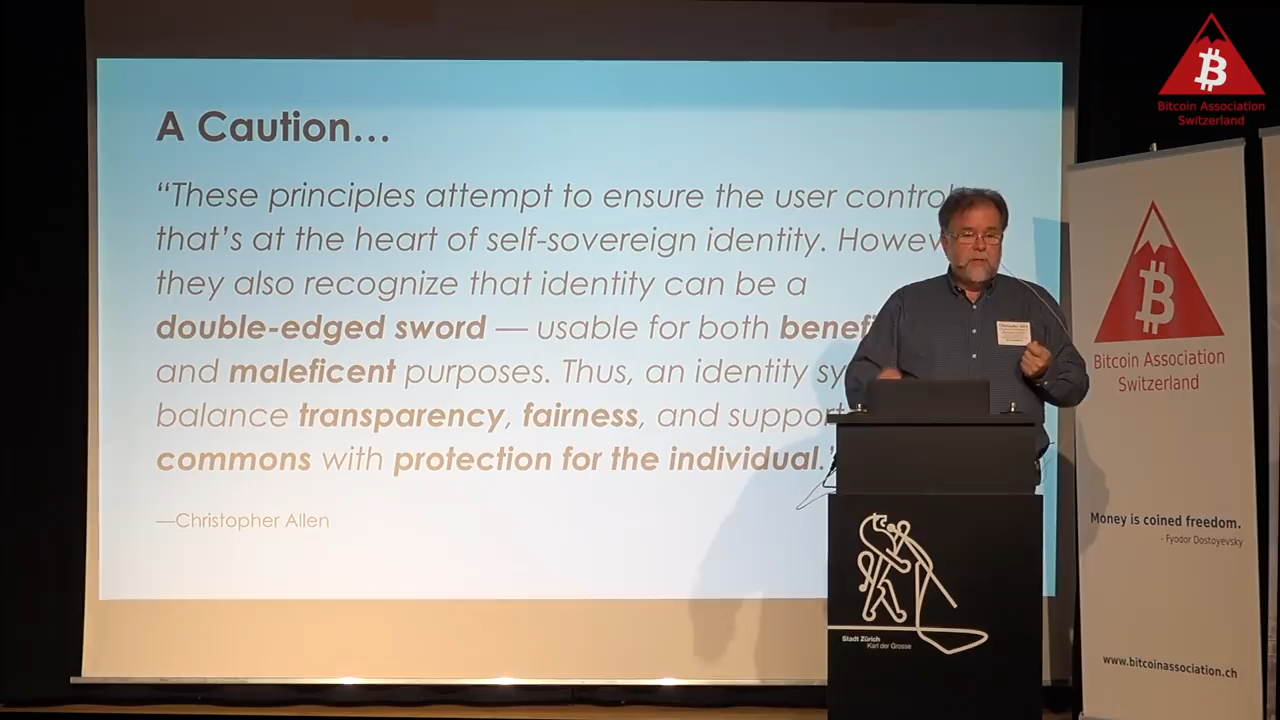 A Caution...
“These principles attempt to ensure the user control
that’s at the heart of self-sovereign identity. Howev
they also recognize that identity can be a
double-edged sword — usable for both benefi
and maleficent purposes. Thus, an identity sy
balance transparency, fairness, and support
commons with protection for the individual.”
—Christopher Allen
Bitcoin Association
Switzerland
Bitcoin Association
Switzerland
Money is coined freedom.
- Fyodor Dostoyevsky
www.bitcoinassociation.ch
Stadt Zürich
Karl der Grosse
Christopher Allen